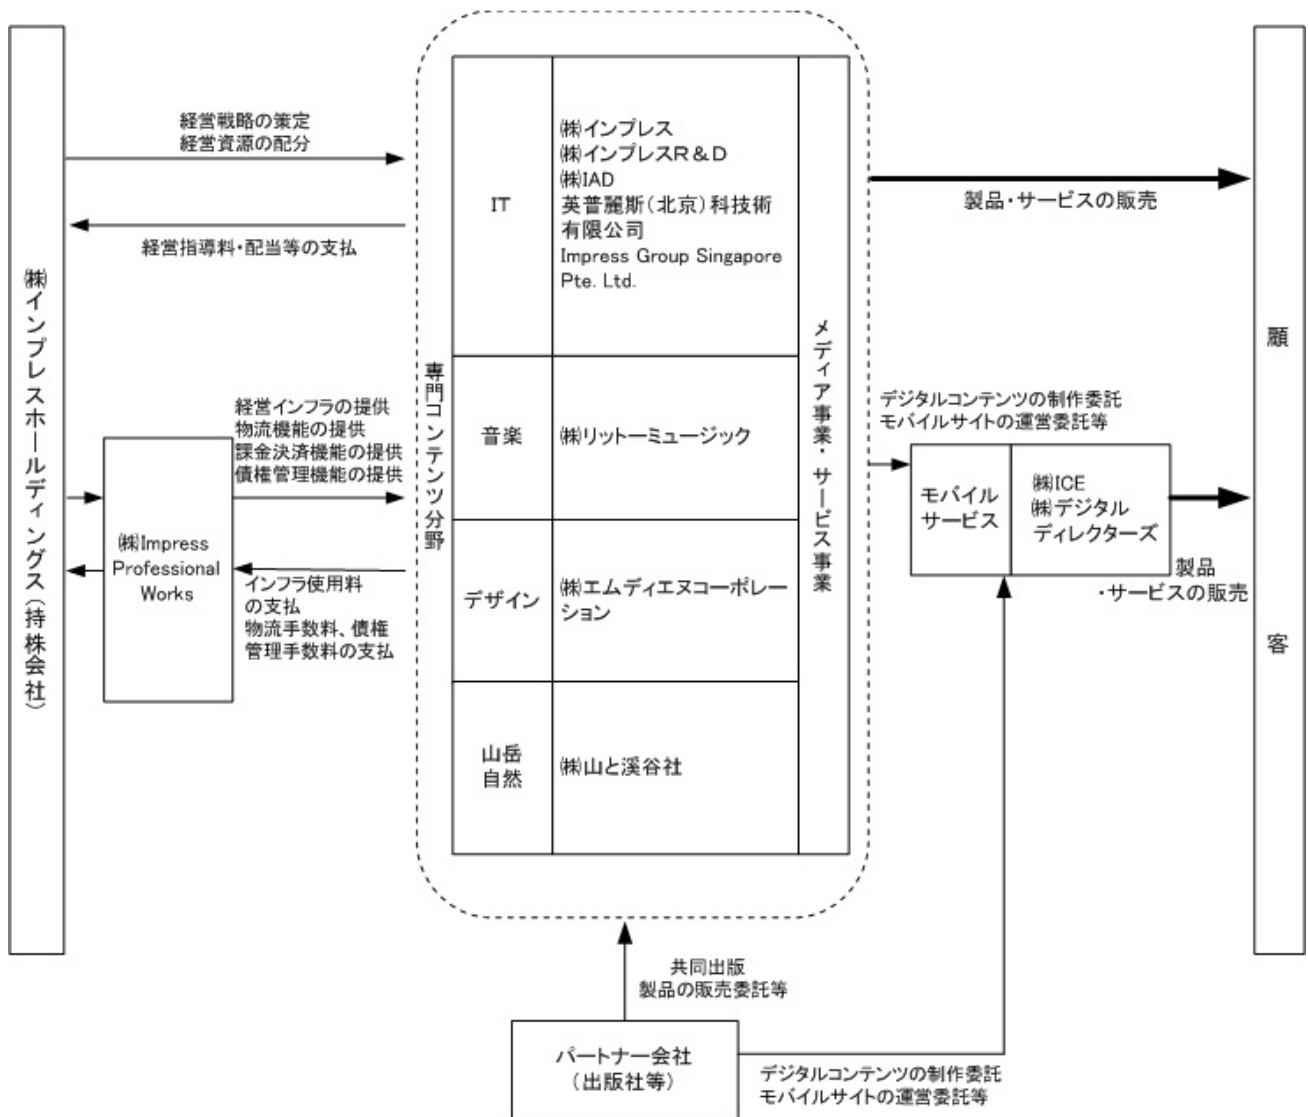 ㈱インプレスホールディングス（持株会社）
経営戦略の策定
経営資源の配分
経営指導料・配当等の支払
㈱Impress
Professional
Works
経営インフラの提供
物流機能の提供
課金決済機能の提供
債権管理機能の提供
インフラ使用料
の支払
物流手数料、債権
管理手数料の支払
専門コンテンツ分野
IT
㈱インプレス
㈱インプレスＲ＆Ｄ
㈱IAD
英普麗斯（北京）科技術
有限公司
Impress Group Singapore
Pte. Ltd.
音楽
㈱リットーミュージック
デザイン
㈱エムディエヌコーポレー
ション
山岳
自然
㈱山と溪谷社
メディア事業・サービス事業
製品・サービスの販売
デジタルコンテンツの制作委託
モバイルサイトの運営委託等
モバイル
サービス
㈱ICE
㈱デジタル
ディレクターズ
製品
・サービスの販売
顧客
共同出版
製品の販売委託等
パートナー会社
（出版社等）
デジタルコンテンツの制作委託
モバイルサイトの運営委託等